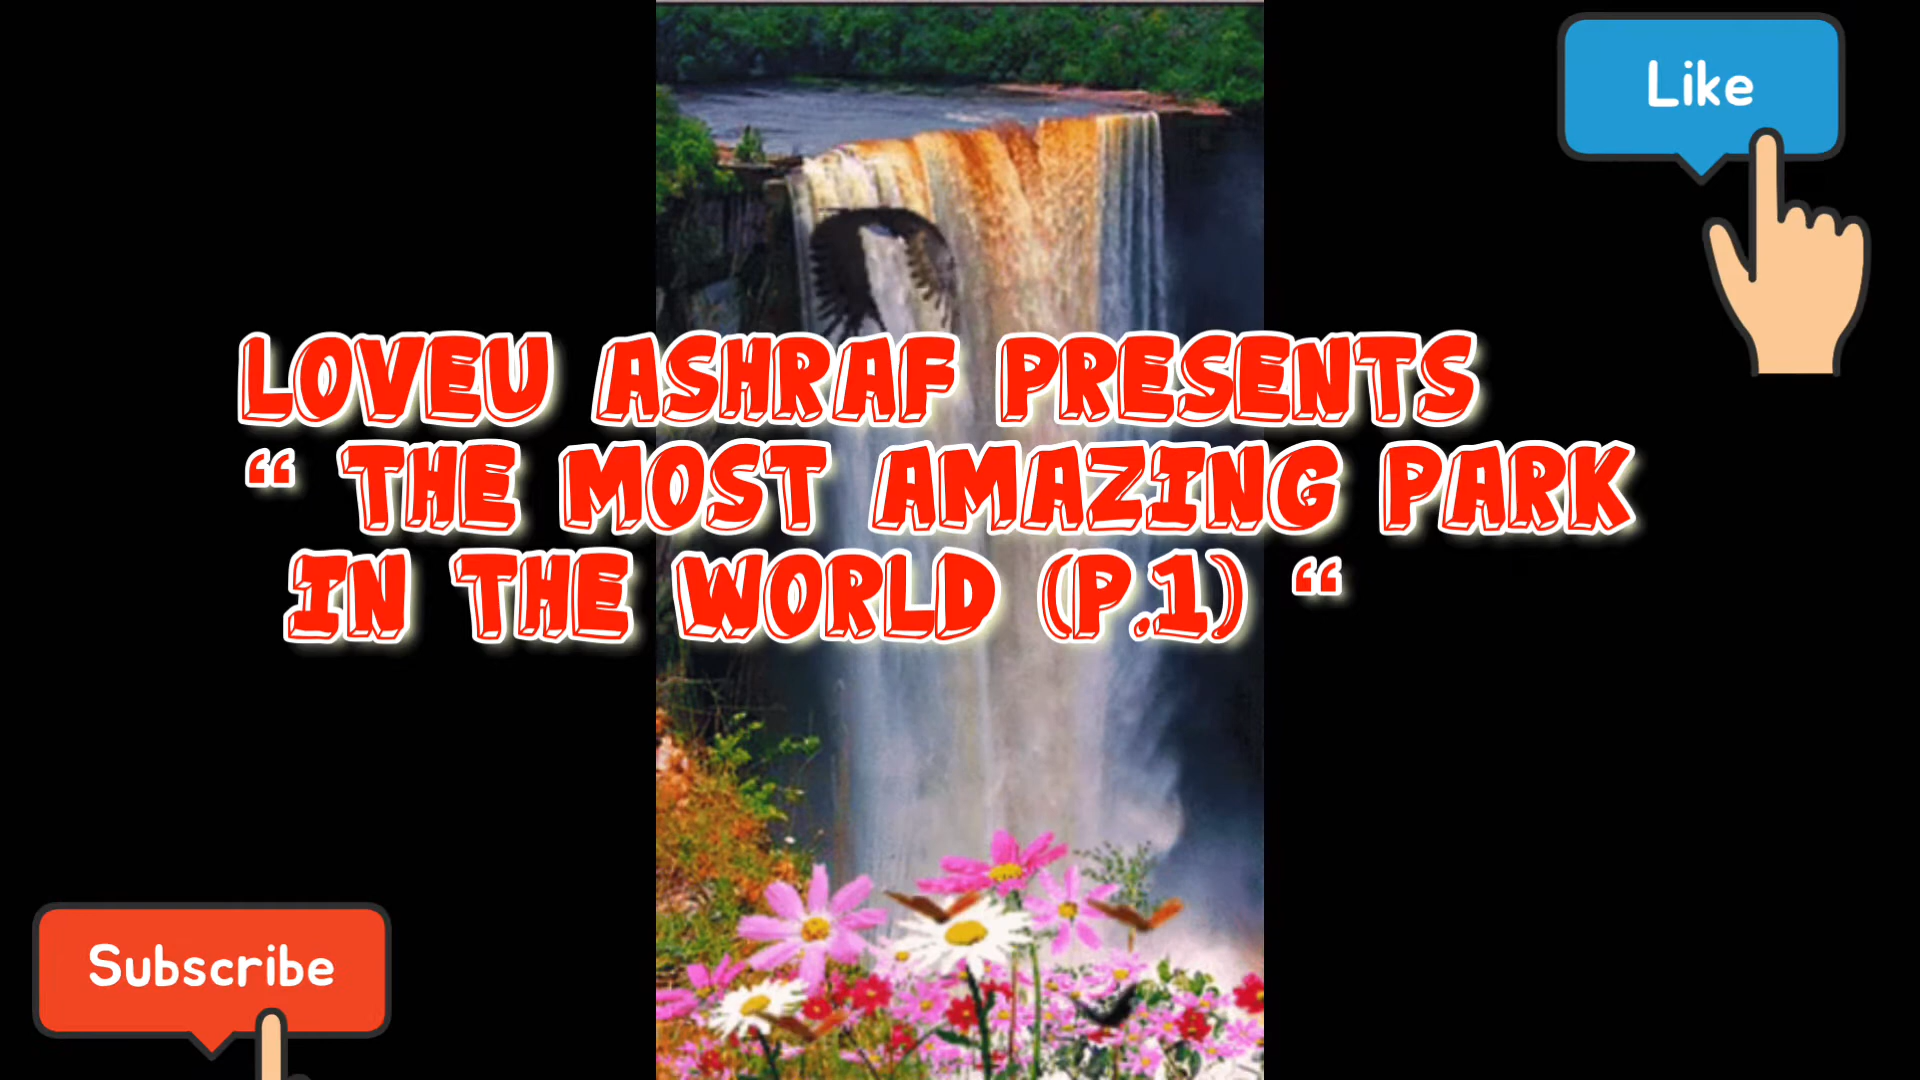 Like
LOVEU ASHRAF PRESENTS
“ THE MOST AMAZING PARK
IN THE WORLD (P.1) “
Subscribe